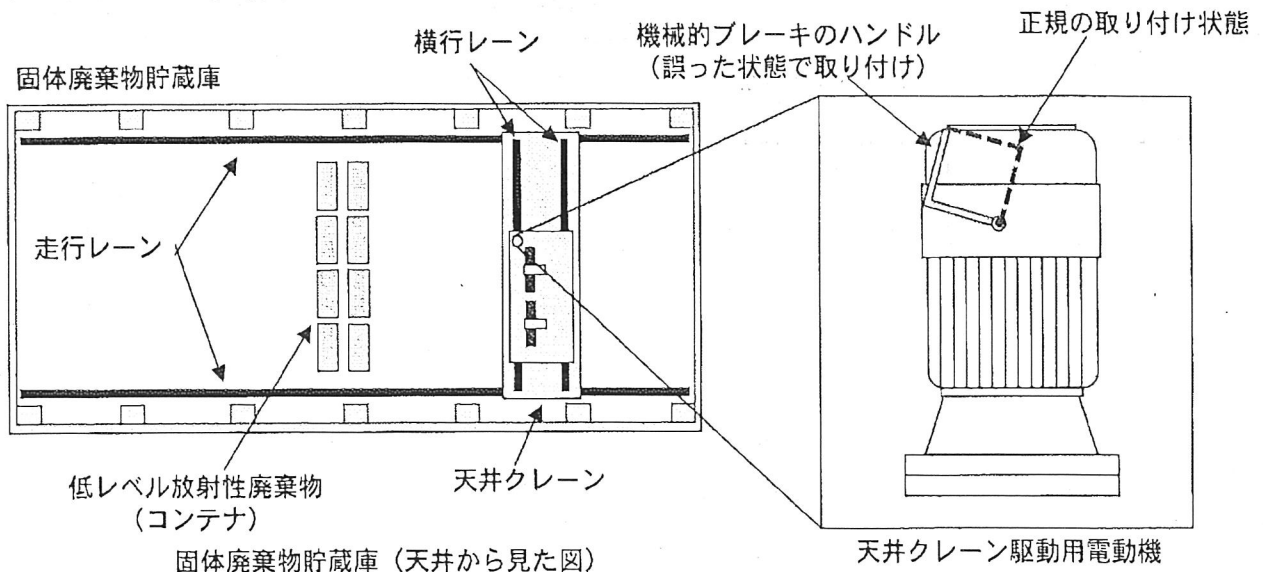 固体廃棄物貯蔵庫
横行レーン
機械的ブレーキのハンドル
（誤った状態で取り付け）
正規の取り付け状態
走行レーン
低レベル放射性廃棄物
（コンテナ）
天井クレーン
固体廃棄物貯蔵庫（天井から見た図）
天井クレーン駆動用電動機